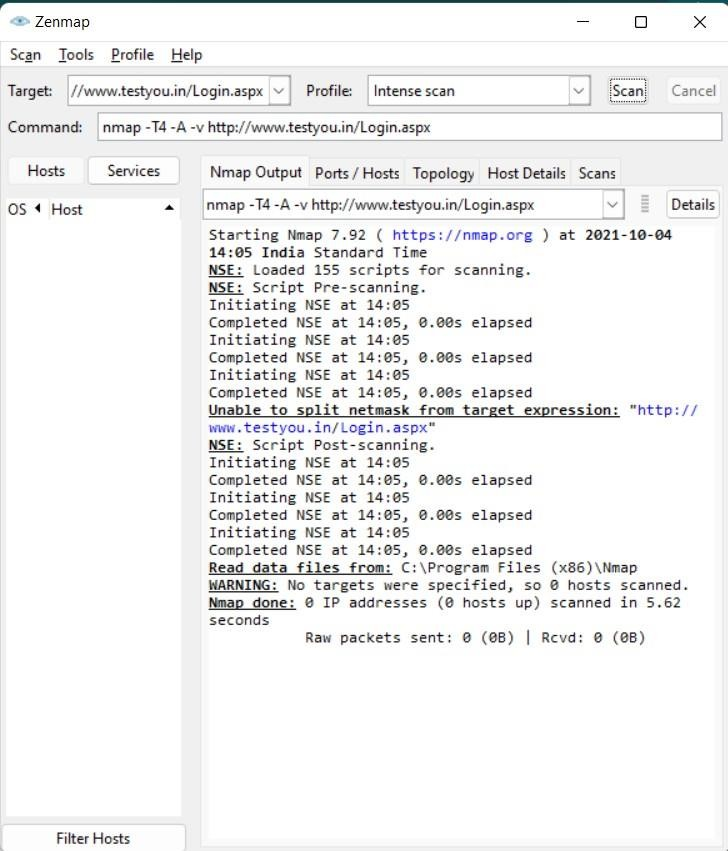 Zenmap
Scan Tools Profile Help
Target: //www.testyou.in/Login.aspx Profile: Intense scan Scan Cancel
Command: nmap -T4 -A -v http://www.testyou.in/Login.aspx
Hosts Services Nmap Output Ports / Hosts Topology Host Details Scans
OS Host nmap -T4 -A -v http://www.testyou.in/Login.aspx Details
Starting Nmap 7.92 ( https://nmap.org ) at 2021-10-04
14:05 India Standard Time
NSE: Loaded 155 scripts for scanning.
NSE: Script Pre-scanning.
Initiating NSE at 14:05
Completed NSE at 14:05, 0.00s elapsed
Initiating NSE at 14:05
Completed NSE at 14:05, 0.00s elapsed
Initiating NSE at 14:05
Completed NSE at 14:05, 0.00s elapsed
Unable to split netmask from target expression: "http://
www.testyou.in/Login.aspx"
NSE: Script Post-scanning.
Initiating NSE at 14:05
Completed NSE at 14:05, 0.00s elapsed
Initiating NSE at 14:05
Completed NSE at 14:05, 0.00s elapsed
Initiating NSE at 14:05
Completed NSE at 14:05, 0.00s elapsed
Read data files from: C:\Program Files (x86)\Nmap
WARNING: No targets were specified, so 0 hosts scanned.
Nmap done: 0 IP addresses (0 hosts up) scanned in 5.62
seconds
Raw packets sent: 0 (0B) | Rcvd: 0 (0B)
Filter Hosts